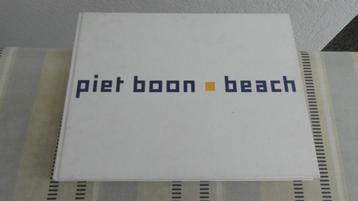 piet boon ■ beach